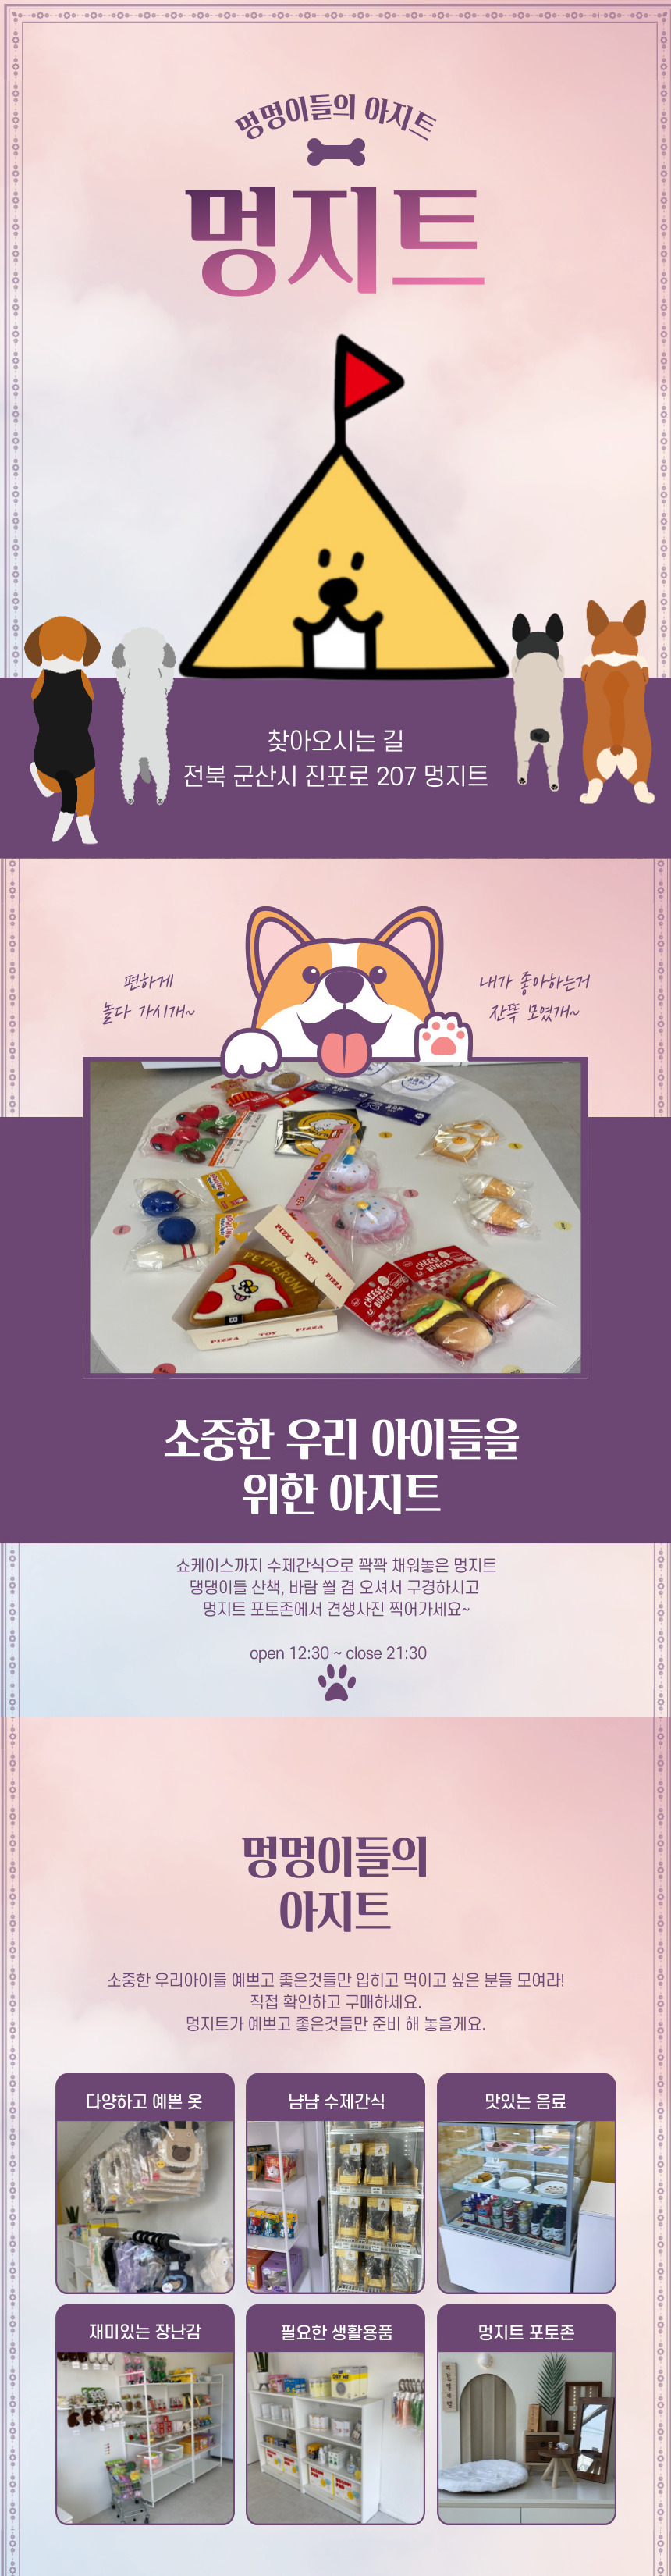 멍멍이들의 아지트
멍지트
찾아오시는 길
전북 군산시 진포로 207 멍지트
편하게
놀다 가시개~
내가 좋아하는거
잔뜩 모였개~
PETPERONI
PIZZA
TOY
PIZZA
PIZZA TOY PIZZA
CHEESE BURGER
CHEESE BURGER
소중한 우리 아이들을
위한 아지트
쇼케이스까지 수제간식으로 꽉꽉 채워놓은 멍지트
댕댕이들 산책, 바람 쐴 겸 오셔서 구경하시고
멍지트 포토존에서 견생사진 찍어가세요~
open 12:30 ~ close 21:30
멍멍이들의
아지트
소중한 우리아이들 예쁘고 좋은것들만 입히고 먹이고 싶은 분들 모여라!
직접 확인하고 구매하세요.
멍지트가 예쁘고 좋은것들만 준비 해 놓을게요.
다양하고 예쁜 옷
냠냠 수제간식
맛있는 음료
재미있는 장난감
필요한 생활용품
멍지트 포토존